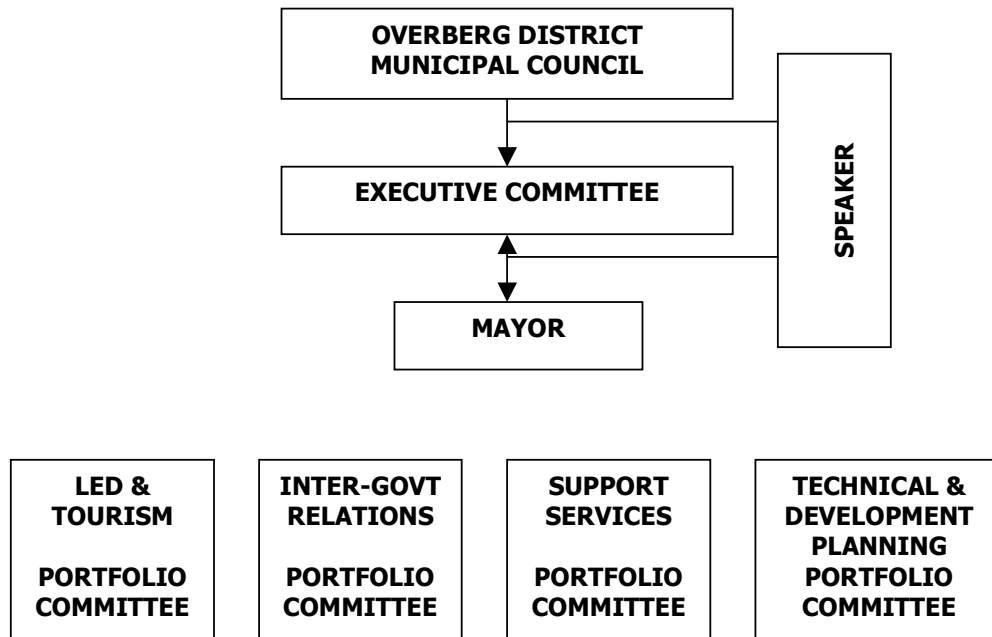 OVERBERG DISTRICT
MUNICIPAL COUNCIL
SPEAKER
EXECUTIVE COMMITTEE
MAYOR
LED &
TOURISM
PORTFOLIO
COMMITTEE
INTER-GOVT
RELATIONS
PORTFOLIO
COMMITTEE
SUPPORT
SERVICES
PORTFOLIO
COMMITTEE
TECHNICAL &
DEVELOPMENT
PLANNING
PORTFOLIO
COMMITTEE